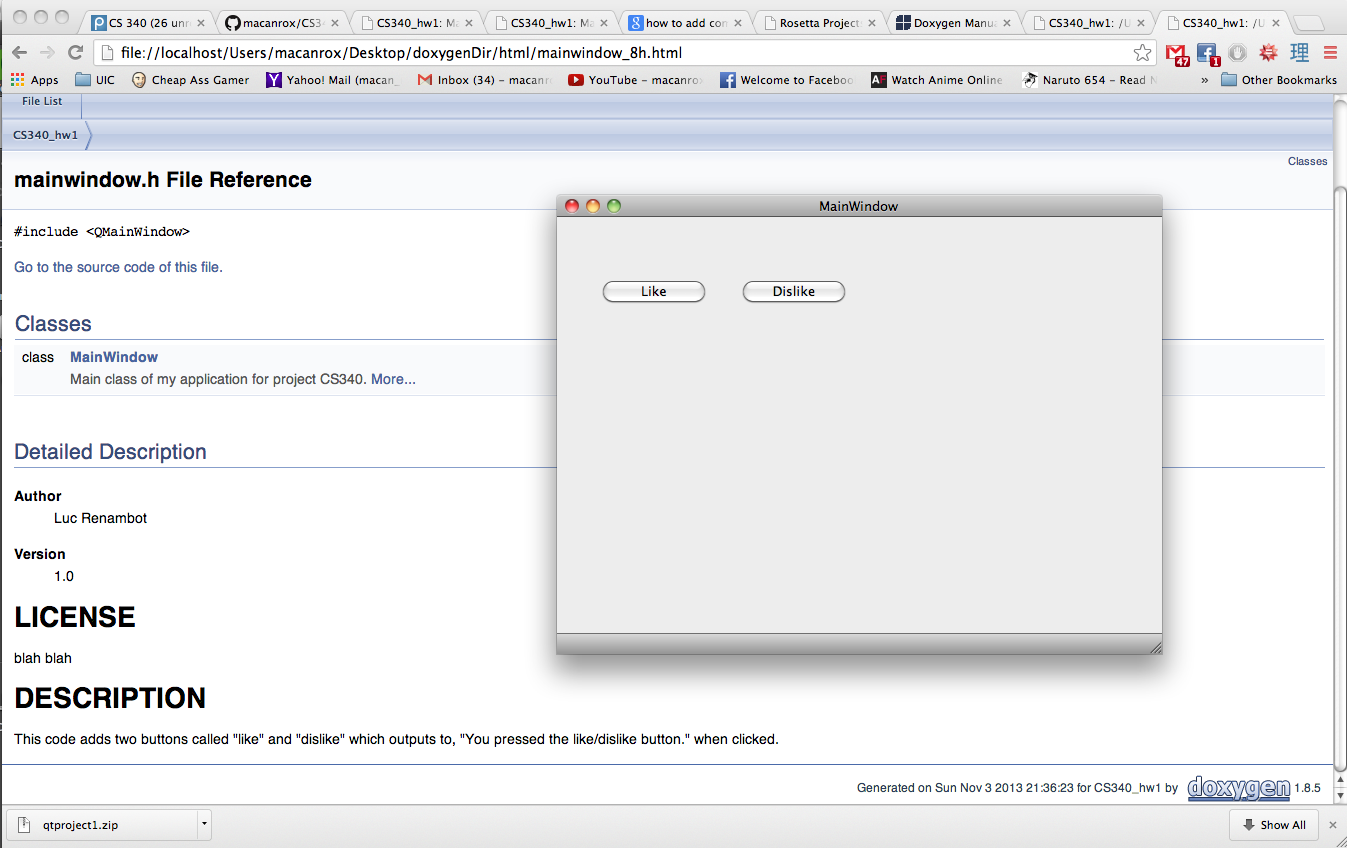 CS 340 (26 unr
macanrox/CS3
CS340_hw1: Ma
CS340_hw1: Ma
how to add con
Rosetta Project
Doxygen Manua
CS340_hw1: /U
CS340_hw1: /U
file://localhost/Users/macanrox/Desktop/doxygenDir/html/mainwindow_8h.html
47
1
理
Apps
UIC
Cheap Ass Gamer
Yahoo! Mail (macan_
Inbox (34) – macanr
YouTube – macanro
Welcome to Faceboo
Watch Anime Online
Naruto 654 – Read N
»
Other Bookmarks
File List
CS340_hw1
Classes
mainwindow.h File Reference
#include <QMainWindow>
Go to the source code of this file.
Classes
class MainWindow
Main class of my application for project CS340. More...
Detailed Description
Author
Luc Renambot
Version
1.0
LICENSE
blah blah
DESCRIPTION
This code adds two buttons called "like" and "dislike" which outputs to, "You pressed the like/dislike button." when clicked.
MainWindow
Like
Dislike
Generated on Sun Nov 3 2013 21:36:23 for CS340_hw1 by doxygen 1.8.5
qtproject1.zip
Show All